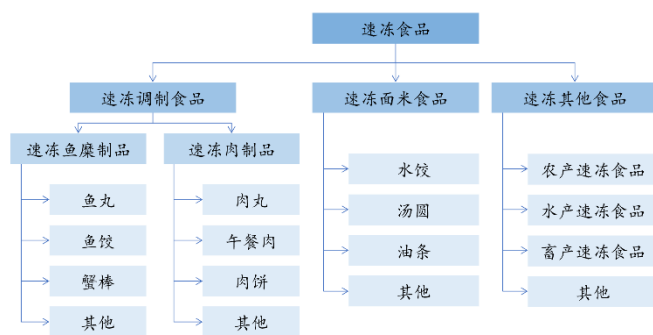 速冻食品
速冻调制食品
速冻面米食品
速冻其他食品
速冻鱼糜制品
速冻肉制品
鱼丸
鱼饺
蟹棒
其他
肉丸
午餐肉
肉饼
其他
水饺
汤圆
油条
其他
农产速冻食品
水产速冻食品
畜产速冻食品
其他